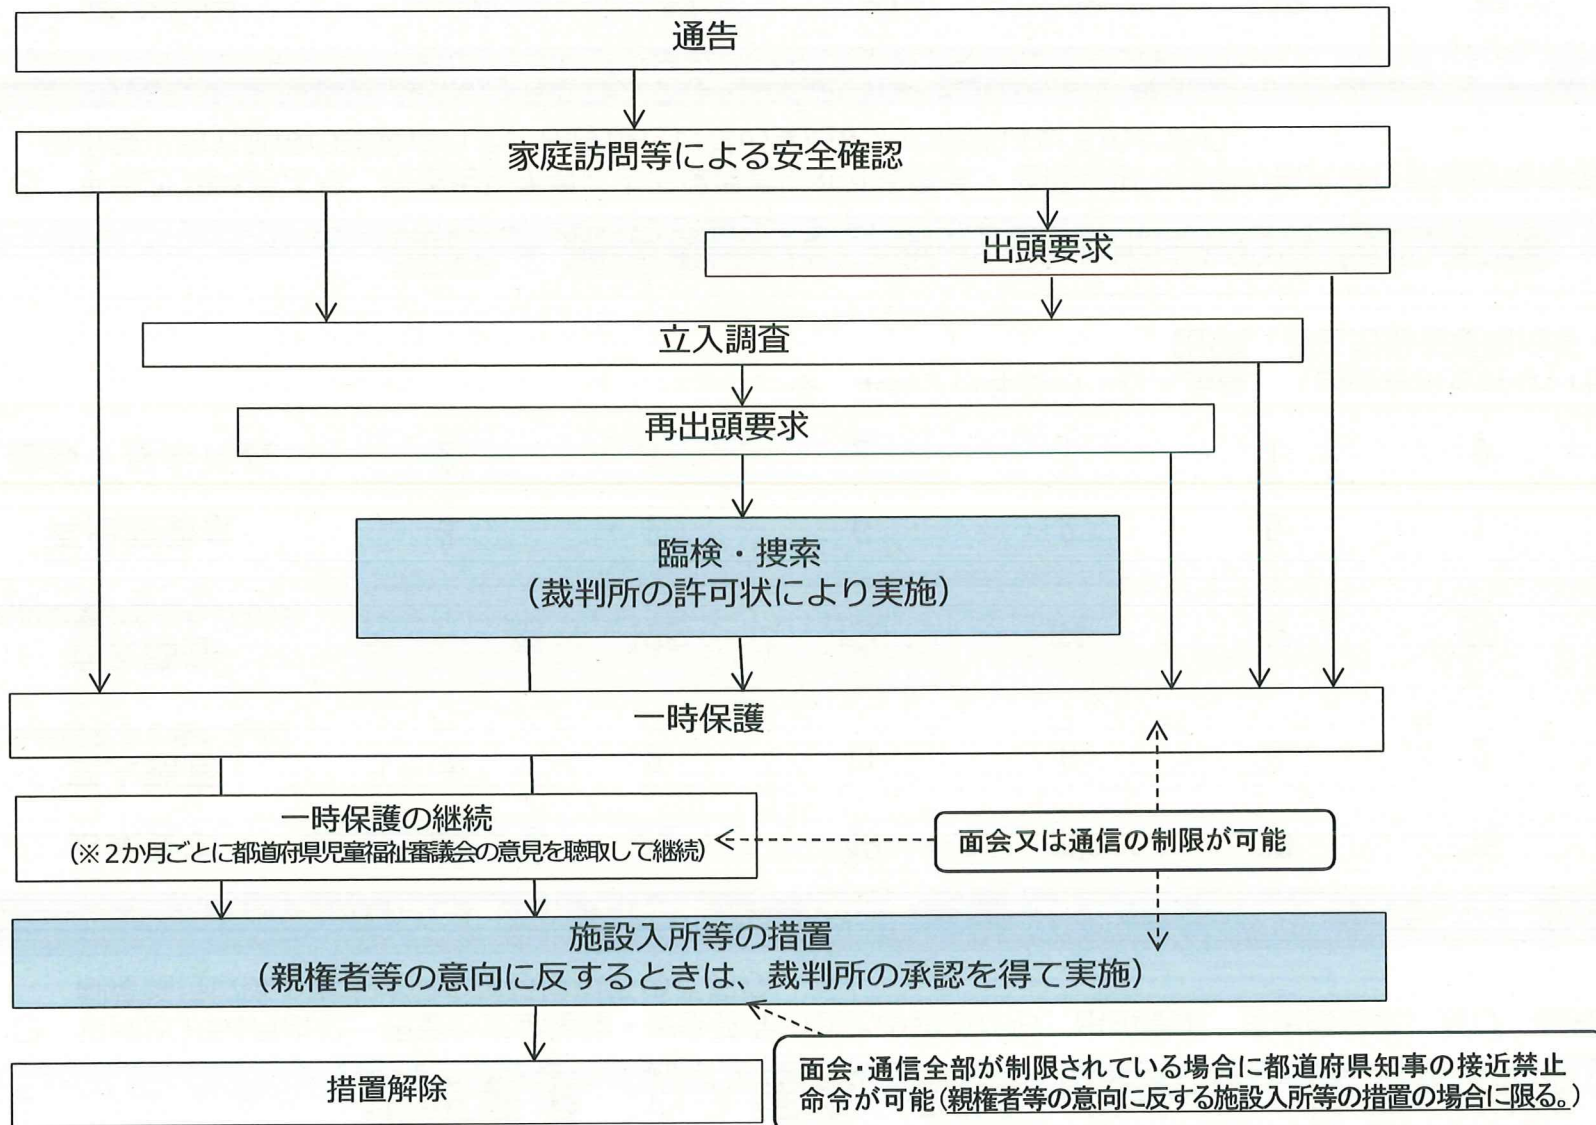 通告
家庭訪問等による安全確認
出頭要求
立入調査
再出頭要求
臨検・捜索
(裁判所の許可状により実施)
一時保護
一時保護の継続
(※2か月ごとに都道府県児童福祉審議会の意見を聴取して継続)
面会又は通信の制限が可能
施設入所等の措置
(親権者等の意向に反するときは、裁判所の承認を得て実施)
措置解除
面会・通信全部が制限されている場合に都道府県知事の接近禁止
命令が可能(親権者等の意向に反する施設入所等の措置の場合に限る。)